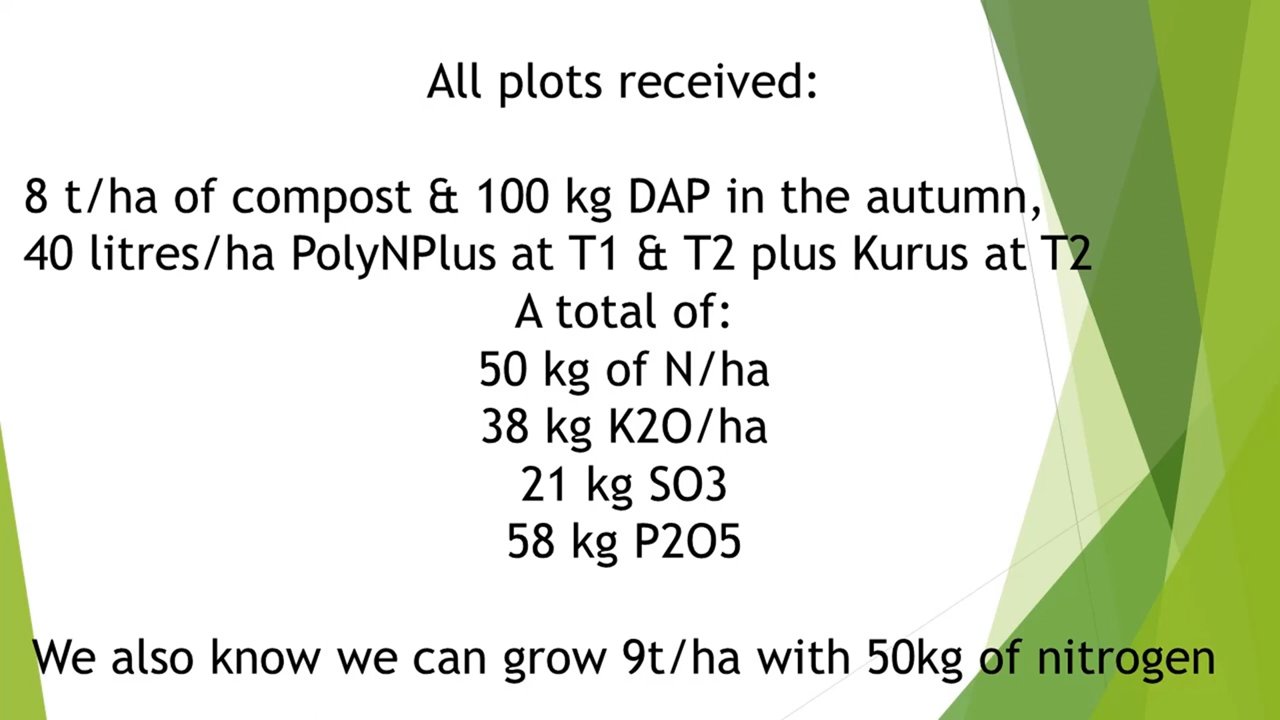 All plots received:
8 t/ha of compost & 100 kg DAP in the autumn,
40 litres/ha PolyNPlus at T1 & T2 plus Kurus at T2
A total of:
50 kg of N/ha
38 kg K2O/ha
21 kg SO3
58 kg P2O5
We also know we can grow 9t/ha with 50kg of nitrogen